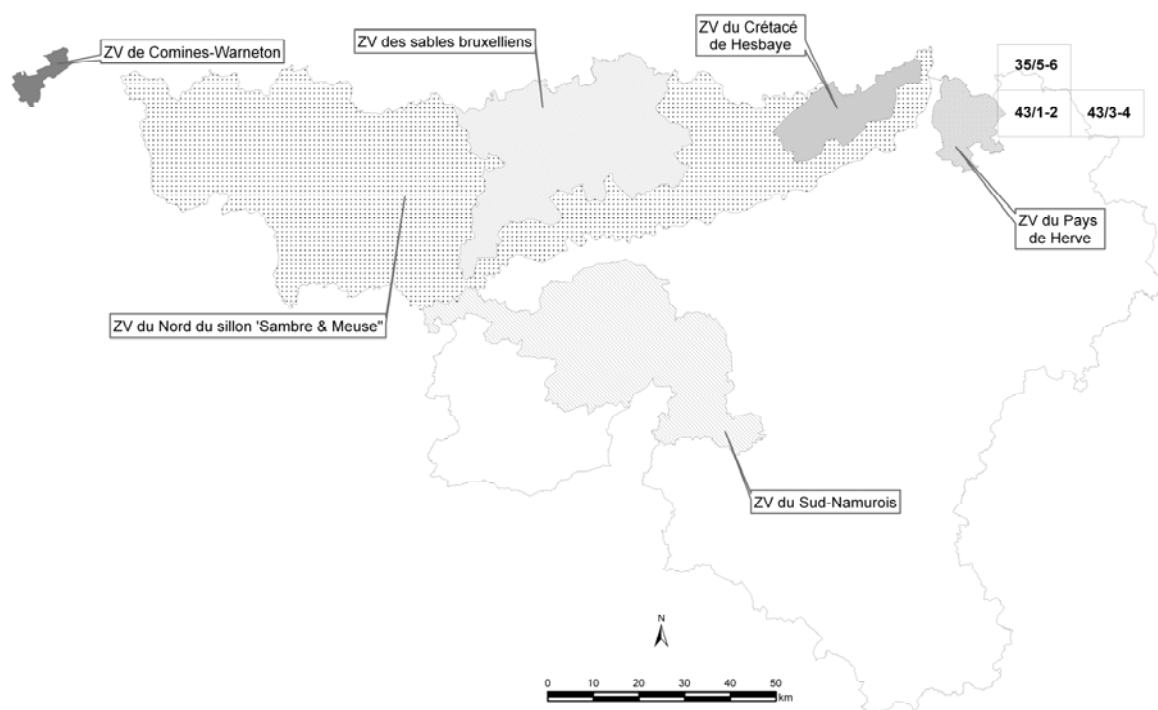 ZV de Comines-Warneton
ZV des sables bruxelliens
ZV du Crétacé
de Hesbaye
35/5-6
43/1-2
43/3-4
ZV du Pays
de Herve
ZV du Nord du sillon 'Sambre & Meuse"
ZV du Sud-Namurois
N
0 10 20 30 40 50
km